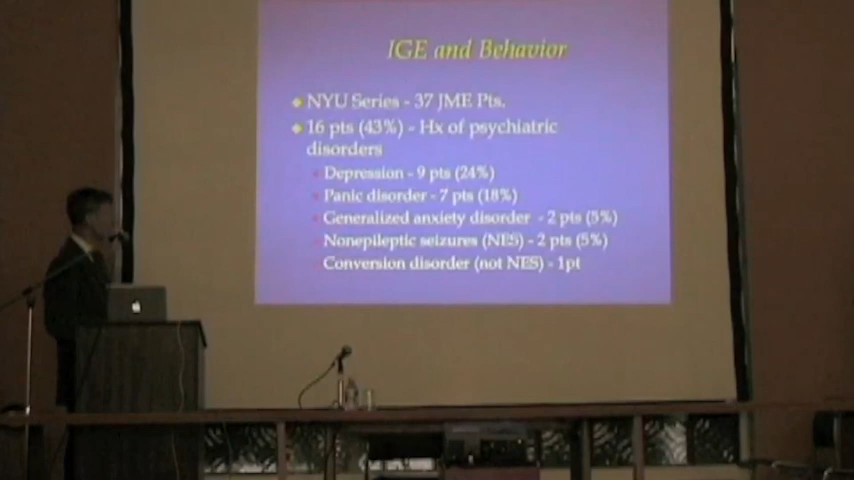 IGE and Behavior
NYU Series - 37 JME Pts.
16 pts (43%) - Hx of psychiatric
disorders
Depression - 9 pts (24%)
Panic disorder - 7 pts (18%)
Generalized anxiety disorder - 2 pts (5%)
Nonepileptic seizures (NES) - 2 pts (5%)
Conversion disorder (not NES) - 1pt